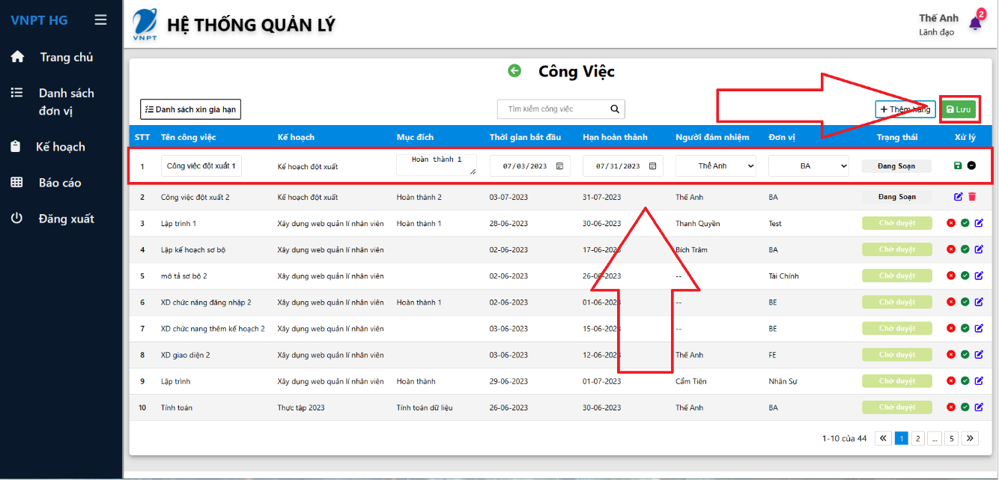 VNPT HG
Trang chủ
Danh sách
đơn vị
Kế hoạch
Báo cáo
Đăng xuất
VNPT
HỆ THỐNG QUẢN LÝ
Thế Anh
Lãnh đạo
2
Công Việc
Danh sách xin gia hạn
Tìm kiếm công việc
+ Thêm hàng
Lưu
STT Tên công việc Kế hoạch Mục đích Thời gian bắt đầu Hạn hoàn thành Người đảm nhiệm Đơn vị Trạng thái Xử lý
1 Công việc đột xuất 1 Kế hoạch đột xuất Hoàn thành 1 07/03/2023 07/31/2023 Thế Anh BA Đang Soạn
2 Công việc đột xuất 2 Kế hoạch đột xuất Hoàn thành 2 03-07-2023 31-07-2023 Thế Anh BA Đang Soạn
3 Lập trình 1 Xây dụng web quản lí nhân viên Hoàn thành 1 28-06-2023 30-06-2023 Thanh Quyền Test Chờ duyệt
4 Lập kế hoạch sơ bộ Xây dụng web quản lí nhân viên 02-06-2023 17-06-2023 Bích Trâm BA Chờ duyệt
5 mô tả sơ bộ 2 Xây dụng web quản lí nhân viên 02-06-2023 26-06-2023 -- Tài Chính Chờ duyệt
6 XD chức năng đăng nhập 2 Xây dụng web quản lí nhân viên Hoàn thành 1 02-06-2023 01-06-2023 -- BE Chờ duyệt
7 XD chức nang thêm kế hoạch 2 Xây dụng web quản lí nhân viên 03-06-2023 15-06-2023 -- BE Chờ duyệt
8 XD giao diện 2 Xây dụng web quản lí nhân viên 03-06-2023 12-06-2023 Thế Anh FE Chờ duyệt
9 Lập trình Xây dụng web quản lí nhân viên Hoàn thành 29-06-2023 01-07-2023 Cẩm Tiên Nhân Sự Chờ duyệt
10 Tính toán Thực tập 2023 Tính toán dữ liệu 26-06-2023 30-06-2023 Thế Anh BA Chờ duyệt
1-10 của 44 « 1 2 ... 5 »